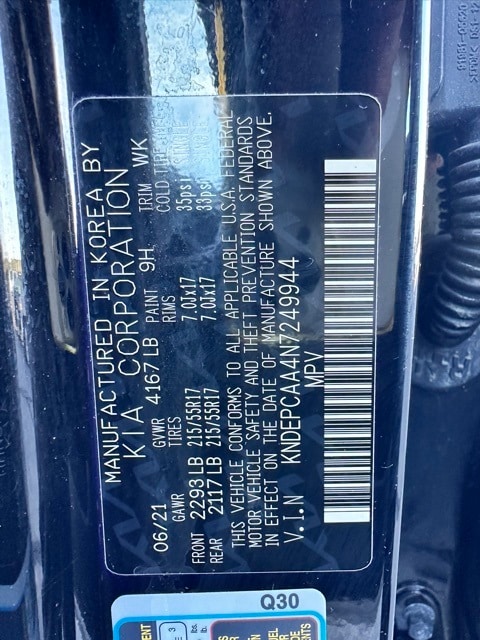 MANUFACTURED IN KOREA BY
KIA CORPORATION
06/21 GVWR 4167 LB PAINT 9H, TRIM WK
GAWR TIRES RIMS COLD TIRE
FRONT 2293 LB 215/55R17 7.0Jx17 35psi
REAR 2117 LB 215/55R17 7.0Jx17 33psi
THIS VEHICLE CONFORMS TO ALL APPLICABLE U.S.A. FEDERAL
MOTOR VEHICLE SAFETY AND THEFT PREVENTION STANDARDS
IN EFFECT ON THE DATE OF MANUFACTURE SHOWN ABOVE.
V.I.N KNDEPCAA4N7249944
MPV
Q30